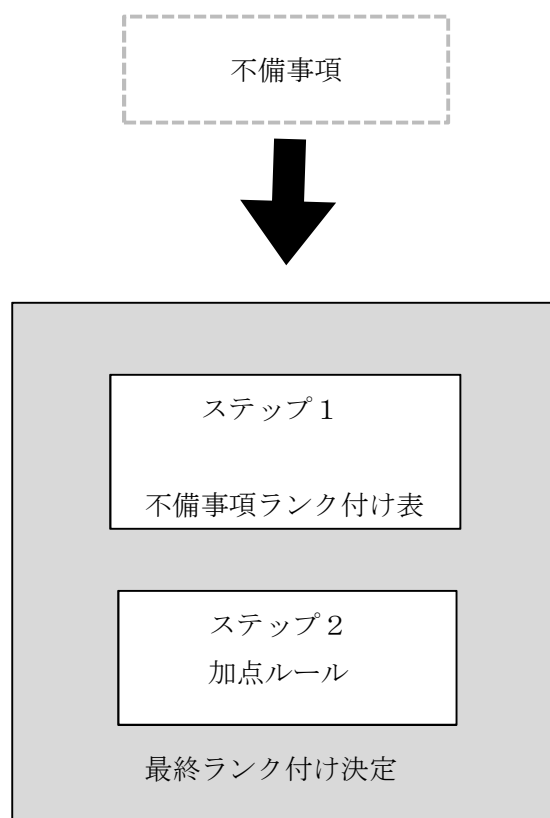 不備事項
ステップ１
不備事項ランク付け表
ステップ２
加点ルール
最終ランク付け決定